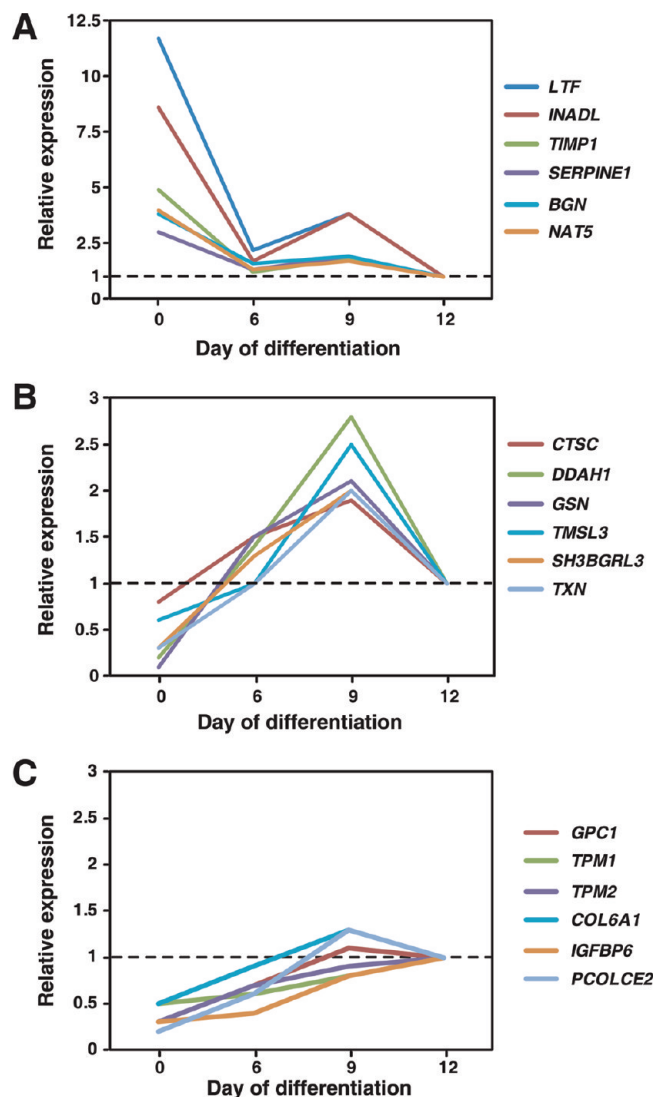 A
Relative expression
12.5
10
7.5
5
2.5
1
0
0 6 9 12
Day of differentiation
LTF
INADL
TIMP1
SERPINE1
BGN
NAT5
B
Relative expression
3
2.5
2
1.5
1
0.5
0
0 6 9 12
Day of differentiation
CTSC
DDAH1
GSN
TMSL3
SH3BGRL3
TXN
C
Relative expression
3
2.5
2
1.5
1
0.5
0
0 6 9 12
Day of differentiation
GPC1
TPM1
TPM2
COL6A1
IGFBP6
PCOLCE2